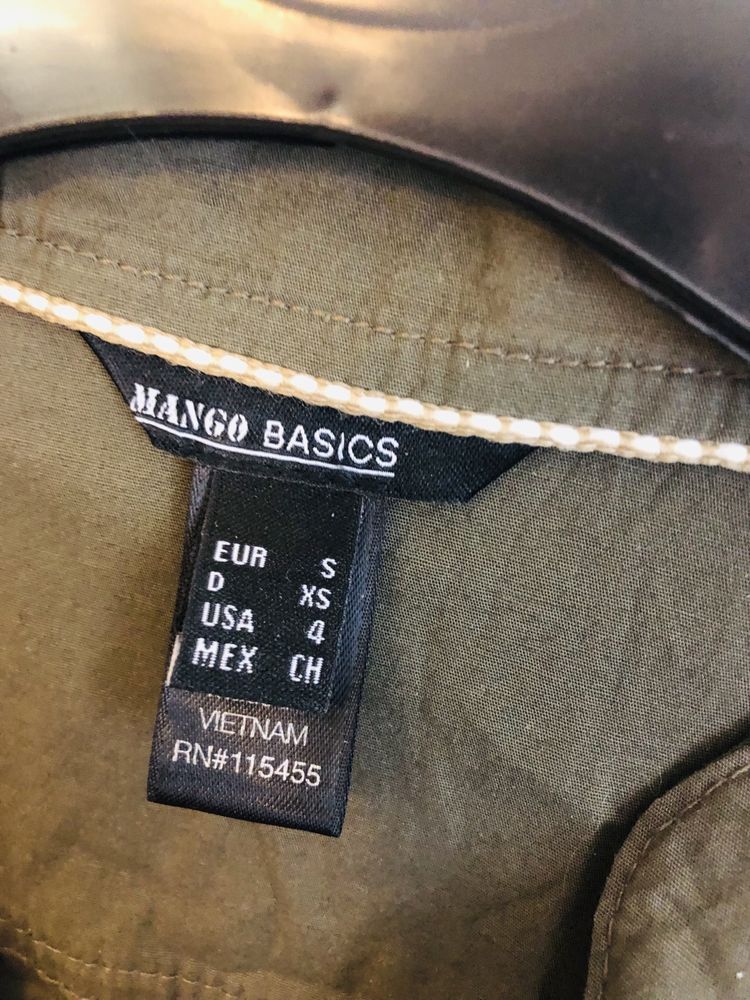 MANGO BASICS
EUR S
D XS
USA 4
MEX CH
VIETNAM
RN#115455